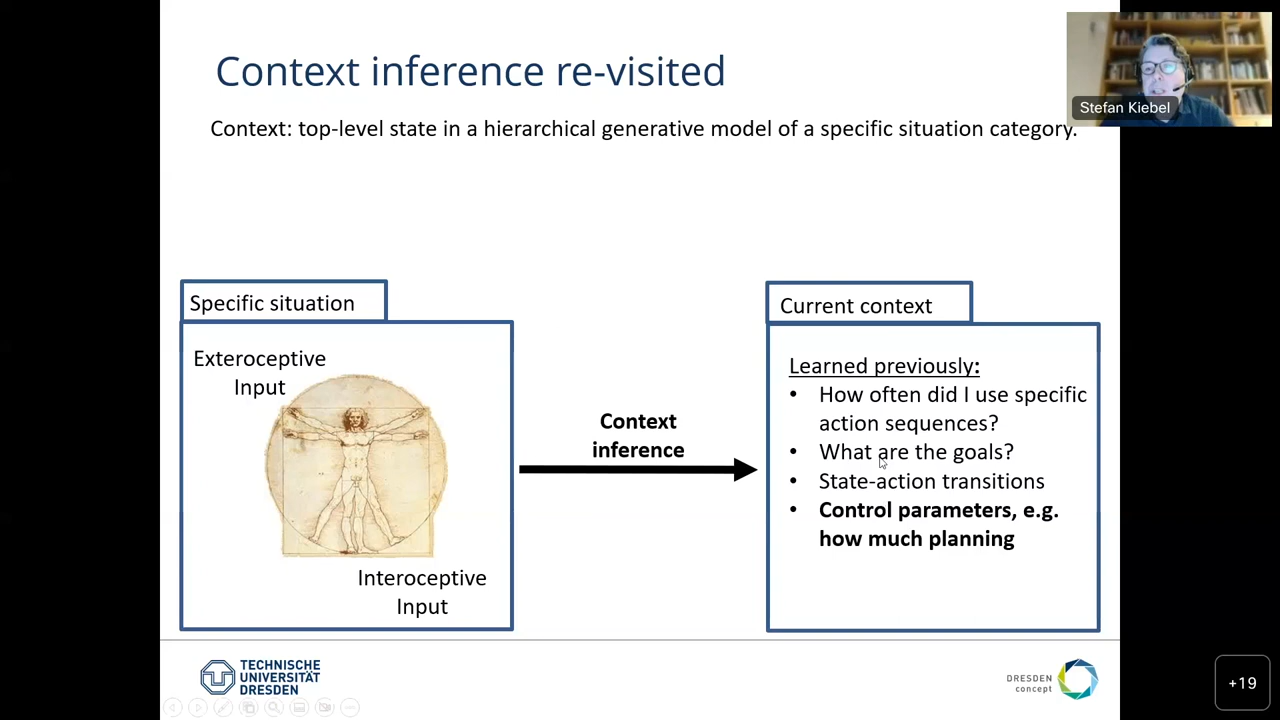 Context inference re-visited
Stefan Kiebel
Context: top-level state in a hierarchical generative model of a specific situation category.
Specific situation
Exteroceptive
Input
Interoceptive
Input
Context
inference
Current context
Learned previously:
• How often did I use specific
action sequences?
• What are the goals?
• State-action transitions
• Control parameters, e.g.
how much planning
TECHNISCHE
UNIVERSITÄT
DRESDEN
DRESDEN
concept
+19